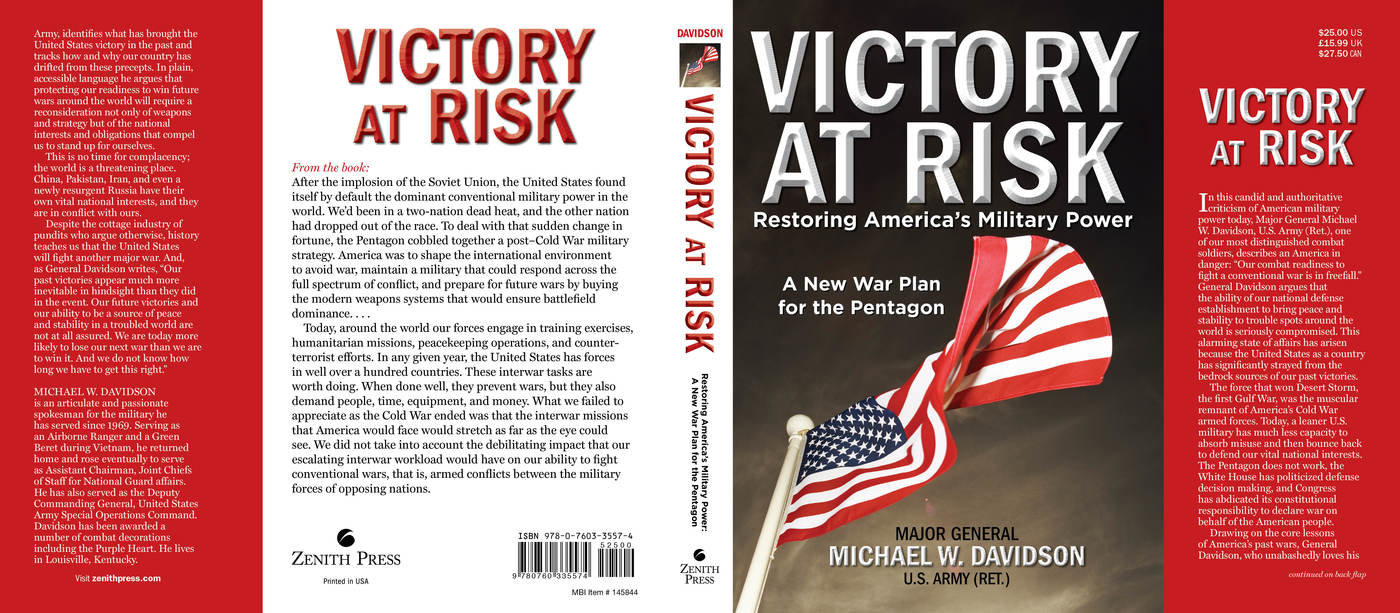 Army, identifies what has brought the
United States victory in the past and
tracks how and why our country has
drifted from these precepts. In plain,
accessible language he argues that
protecting our readiness to win future
wars around the world will require a
reconsideration not only of weapons
and strategy but of the national
interests and obligations that compel
us to stand up for ourselves.
This is no time for complacency;
the world is a threatening place.
China, Pakistan, Iran, and even a
newly resurgent Russia have their
own vital national interests, and they
are in conflict with ours.
Despite the cottage industry of
pundits who argue otherwise, history
teaches us that the United States
will fight another major war. And,
as General Davidson writes, “Our
past victories appear much more
inevitable in hindsight than they did
in the event. Our future victories and
our ability to be a source of peace
and stability in a troubled world are
not at all assured. We are today more
likely to lose our next war than we are
to win it. And we do not know how
long we have to get this right.”
MICHAEL W. DAVIDSON
is an articulate and passionate
spokesman for the military he
has served since 1969. Serving as
an Airborne Ranger and a Green
Beret during Vietnam, he returned
home and rose eventually to serve
as Assistant Chairman, Joint Chiefs
of Staff for National Guard affairs.
He has also served as the Deputy
Commanding General, United States
Army Special Operations Command.
Davidson has been awarded a
number of combat decorations
including the Purple Heart. He lives
in Louisville, Kentucky.
Visit zenithpress.com
VICTORY
AT RISK
From the book:
After the implosion of the Soviet Union, the United States found
itself by default the dominant conventional military power in the
world. We’d been in a two-nation dead heat, and the other nation
had dropped out of the race. To deal with that sudden change in
fortune, the Pentagon cobbled together a post–Cold War military
strategy. America was to shape the international environment
to avoid war, maintain a military that could respond across the
full spectrum of conflict, and prepare for future wars by buying
the modern weapons systems that would ensure battlefield
dominance. . . .
Today, around the world our forces engage in training exercises,
humanitarian missions, peacekeeping operations, and counter-
terrorist efforts. In any given year, the United States has forces
in well over a hundred countries. These interwar tasks are
worth doing. When done well, they prevent wars, but they also
demand people, time, equipment, and money. What we failed to
appreciate as the Cold War ended was that the interwar missions
that America would face would stretch as far as the eye could
see. We did not take into account the debilitating impact that our
escalating interwar workload would have on our ability to fight
conventional wars, that is, armed conflicts between the military
forces of opposing nations.
ZENITH PRESS
Printed in USA
ISBN 978-0-7603-3557-4
52500
9 780760 335574
MBI Item # 145844
DAVIDSON
VICTORY AT RISK
Restoring America’s Military Power:
A New War Plan for the Pentagon
ZENITH
PRESS
VICTORY
AT RISK
Restoring America’s Military Power
A New War Plan
for the Pentagon
MAJOR GENERAL
MICHAEL W. DAVIDSON
U.S. ARMY (RET.)
$25.00 US
£15.99 UK
$27.50 CAN
VICTORY
AT RISK
In this candid and authoritative
criticism of American military
power today, Major General Michael
W. Davidson, U.S. Army (Ret.), one
of our most distinguished combat
soldiers, describes an America in
danger: “Our combat readiness to
fight a conventional war is in freefall.”
General Davidson argues that
the ability of our national defense
establishment to bring peace and
stability to trouble spots around the
world is seriously compromised. This
alarming state of affairs has arisen
because the United States as a country
has significantly strayed from the
bedrock sources of our past victories.
The force that won Desert Storm,
the first Gulf War, was the muscular
remnant of America’s Cold War
armed forces. Today, a leaner U.S.
military has much less capacity to
absorb misuse and then bounce back
to defend our vital national interests.
The Pentagon does not work, the
White House has politicized defense
decision making, and Congress
has abdicated its constitutional
responsibility to declare war on
behalf of the American people.
Drawing on the core lessons
of America’s past wars, General
Davidson, who unabashedly loves his
continued on back flap